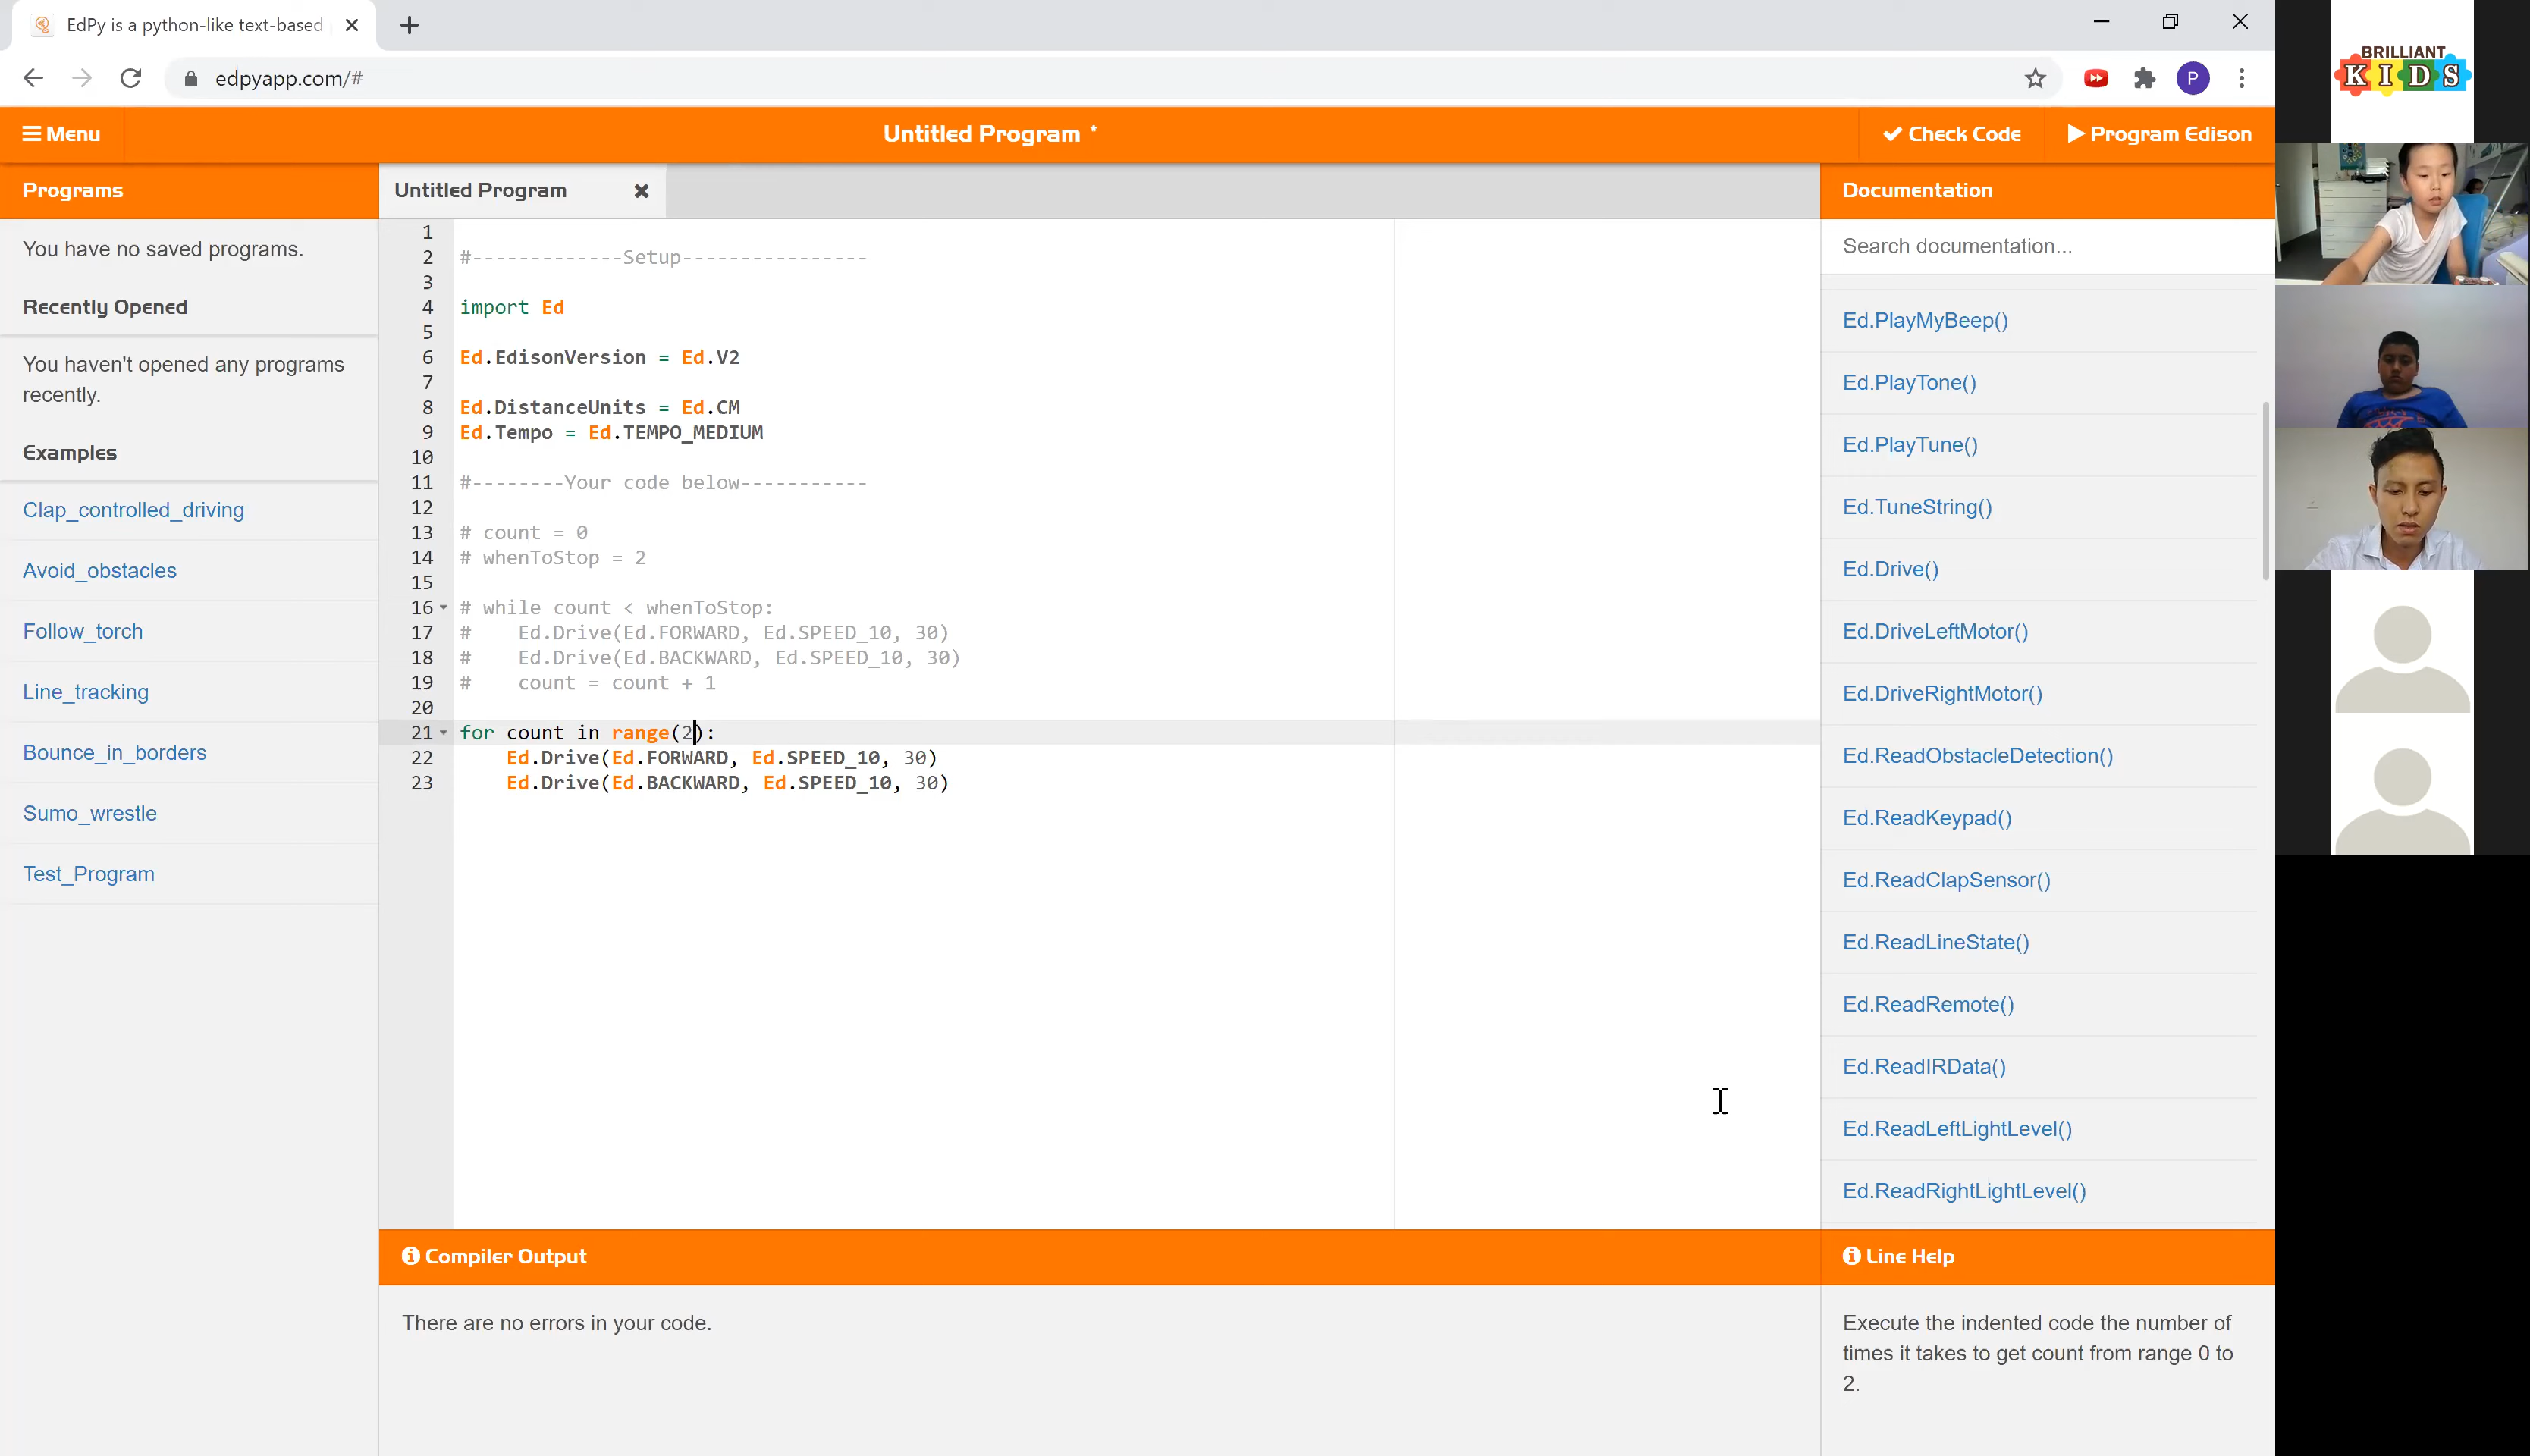 EdPy is a python-like text-based
edpyapp.com/#
P
Menu
Untitled Program *
Check Code
Program Edison
Programs
You have no saved programs.
Recently Opened
You haven't opened any programs
recently.
Examples
Clap_controlled_driving
Avoid_obstacles
Follow_torch
Line_tracking
Bounce_in_borders
Sumo_wrestle
Test_Program
Untitled Program
1
2 #-------------Setup----------------
3
4 import Ed
5
6 Ed.EdisonVersion = Ed.V2
7
8 Ed.DistanceUnits = Ed.CM
9 Ed.Tempo = Ed.TEMPO_MEDIUM
10
11 #--------Your code below-----------
12
13 # count = 0
14 # whenToStop = 2
15
16 # while count < whenToStop:
17 #    Ed.Drive(Ed.FORWARD, Ed.SPEED_10, 30)
18 #    Ed.Drive(Ed.BACKWARD, Ed.SPEED_10, 30)
19 #    count = count + 1
20
21 for count in range(2):
22     Ed.Drive(Ed.FORWARD, Ed.SPEED_10, 30)
23     Ed.Drive(Ed.BACKWARD, Ed.SPEED_10, 30)
Compiler Output
There are no errors in your code.
Documentation
Search documentation...
Ed.PlayMyBeep()
Ed.PlayTone()
Ed.PlayTune()
Ed.TuneString()
Ed.Drive()
Ed.DriveLeftMotor()
Ed.DriveRightMotor()
Ed.ReadObstacleDetection()
Ed.ReadKeypad()
Ed.ReadClapSensor()
Ed.ReadLineState()
Ed.ReadRemote()
Ed.ReadIRData()
Ed.ReadLeftLightLevel()
Ed.ReadRightLightLevel()
Line Help
Execute the indented code the number of
times it takes to get count from range 0 to
2.
BRILLIANT
KIDS